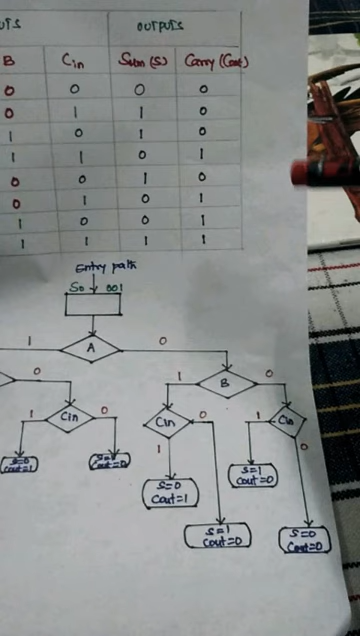 UTS OUTPUTS
B Cin Sum (S) Carry (Cout)
0 0 0 0
0 1 1 0
1 0 1 0
1 1 0 1
0 0 1 0
0 1 0 1
1 0 0 1
1 1 1 1
Entry path
S0 001
1 A 0
0 1 B 0
Cin Cin Cin
1 0 1 0 1 0
S=0
Cout=1
Cout=0
S=0
Cout=1
S=1
Cout=0
S=1
Cout=0
S=0
Cout=0